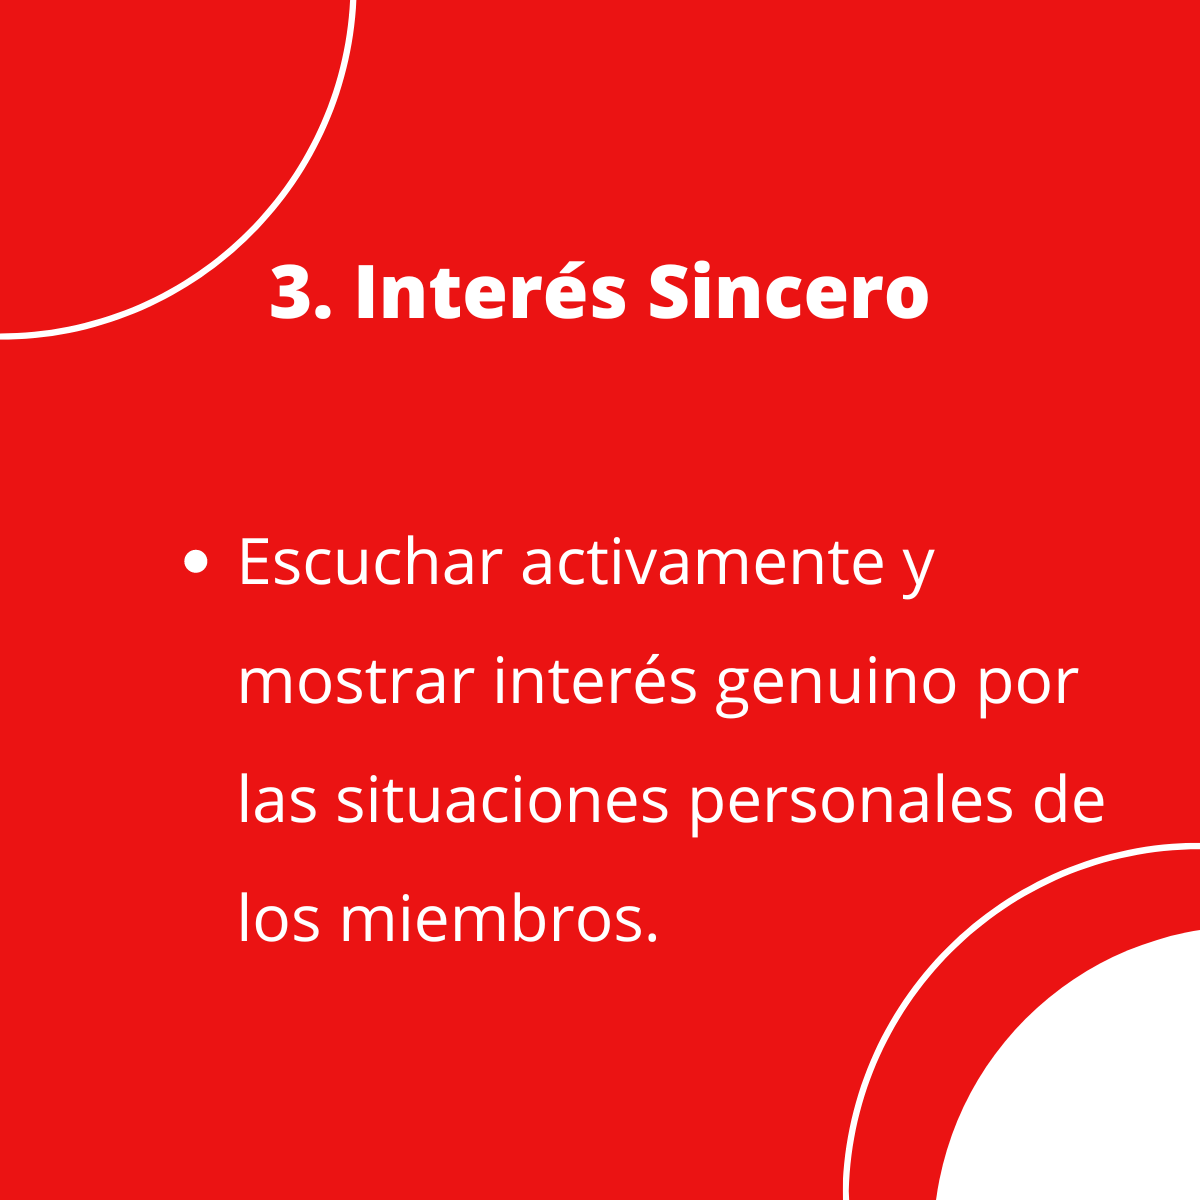 3. Interés Sincero
• Escuchar activamente y
mostrar interés genuino por
las situaciones personales de
los miembros.